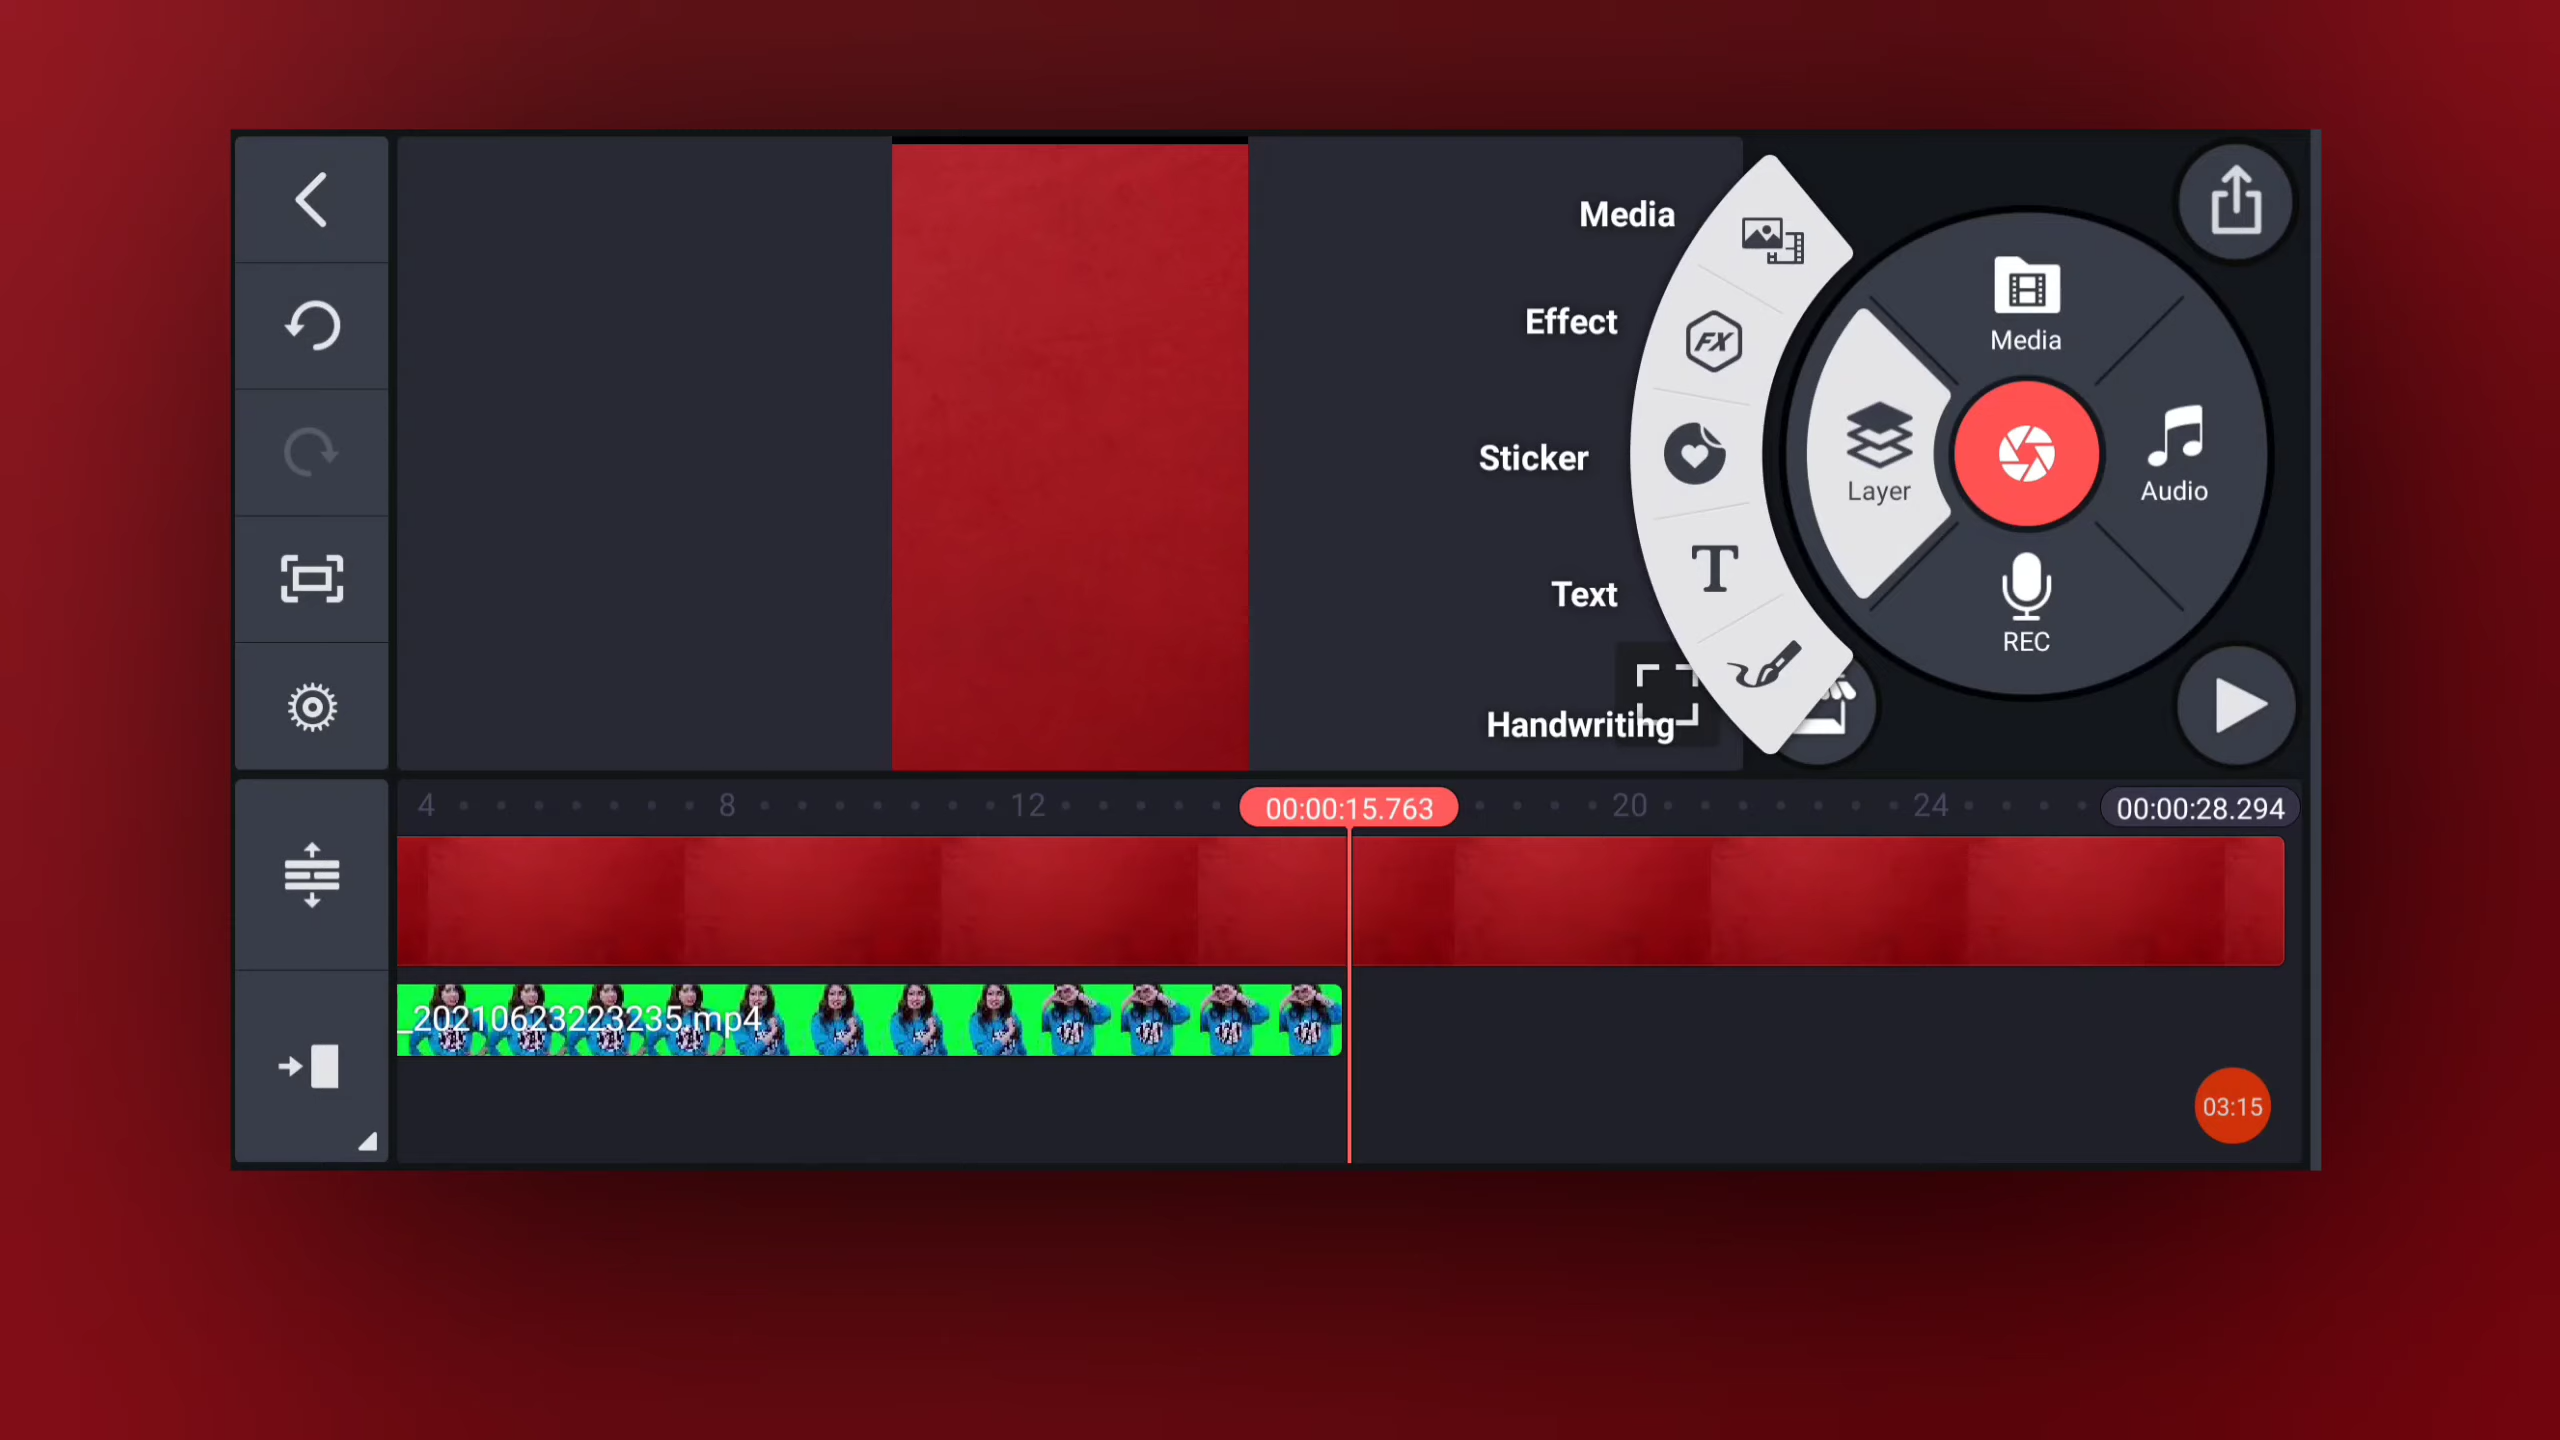 Media
Effect
Sticker
Text
Handwriting
Media
Layer
Audio
REC
4
8
12
00:00:15.763
20
24
00:00:28.294
_20210623223235.mp4
03:15